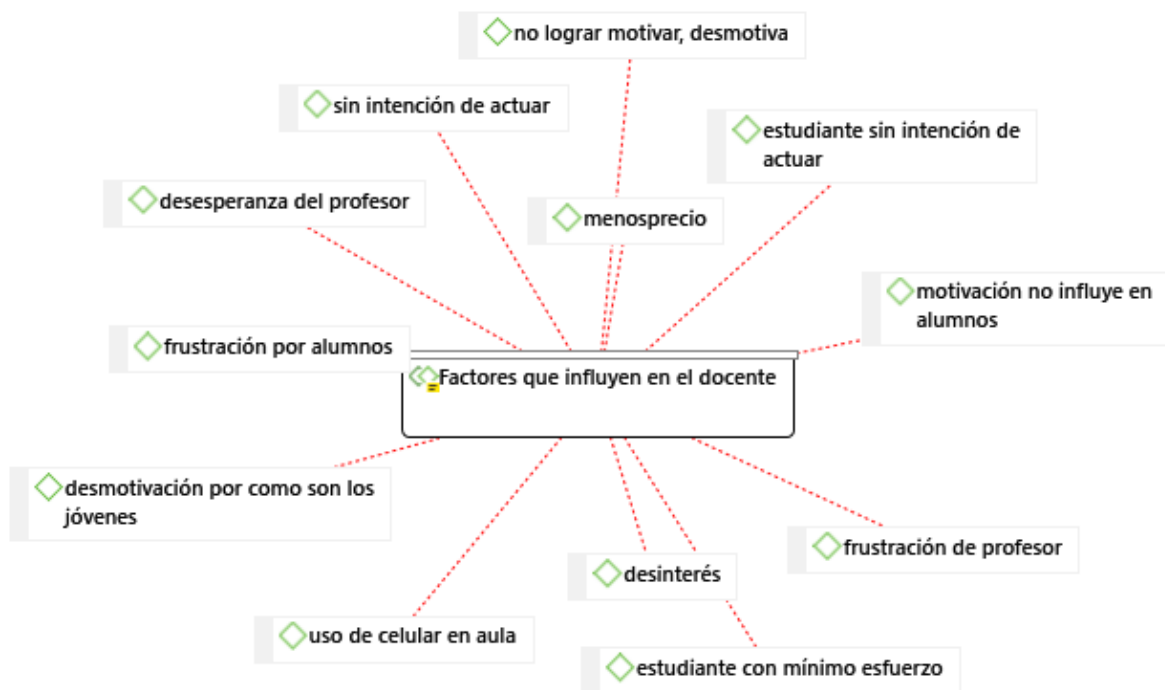 no lograr motivar, desmotiva
sin intención de actuar
estudiante sin intención de
actuar
desesperanza del profesor
menosprecio
motivación no influye en
alumnos
frustración por alumnos
Factores que influyen en el docente
desmotivación por como son los
jóvenes
frustración de profesor
desinterés
uso de celular en aula
estudiante con mínimo esfuerzo